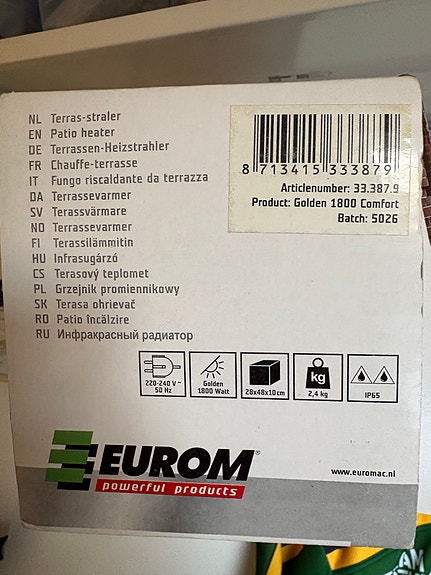 NL Terras-straler
EN Patio heater
DE Terrassen-Heizstrahler
FR Chauffe-terrasse
IT Fungo riscaldante da terrazza
DA Terrassevarmer
SV Terrassvärmare
NO Terrassevarmer
FI Terassilämmitin
HU Infrasugárzó
CS Terasový teplomet
PL Grzejnik promiennikowy
SK Terasa ohrievač
RO Patio încălzire
RU Инфракрасный радиатор
8 713415 333879
Articlenumber: 33.387.9
Product: Golden 1800 Comfort
Batch: 5026
220-240 V ~
50 Hz
Golden
1800 Watt
28x48x10cm
kg
2,4 kg
IP65
EUROM®
powerful products
www.euromac.nl